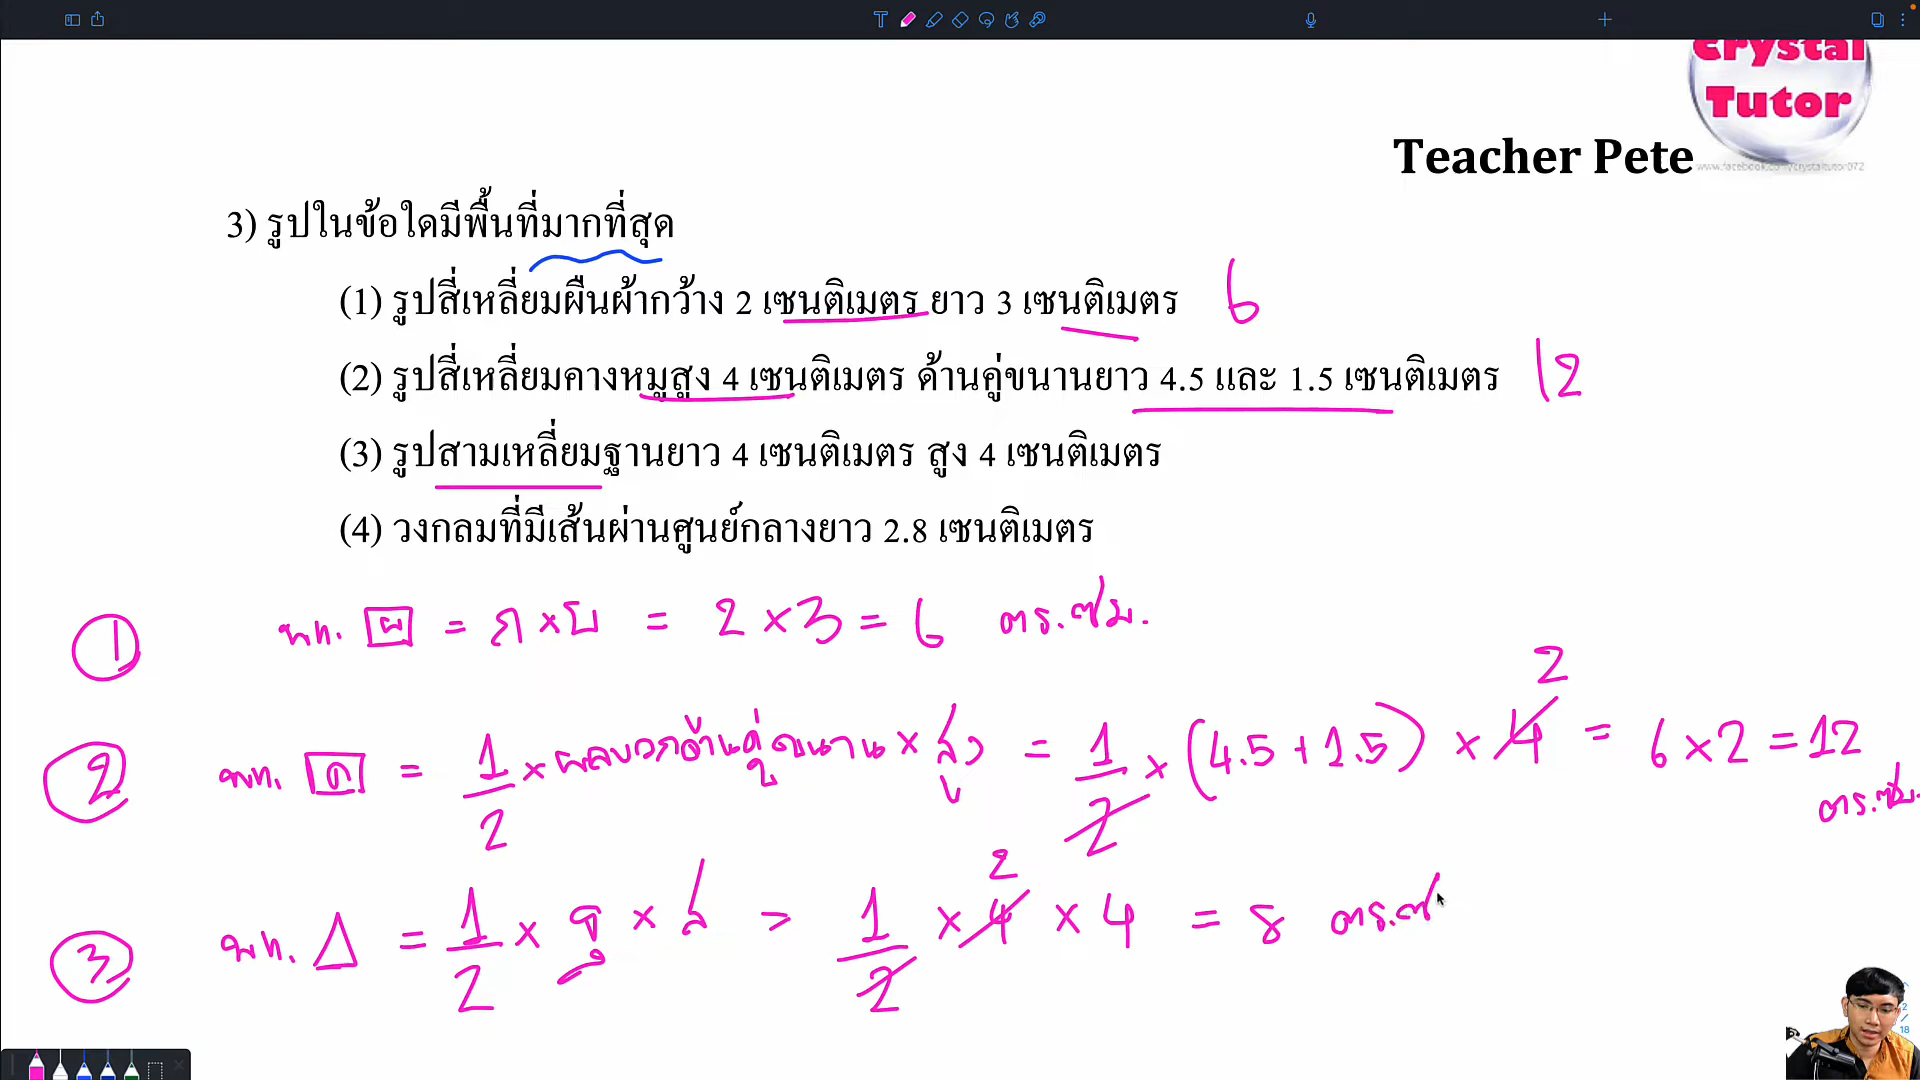 Crystal
Tutor
www.facebook.com/crystaltutor072
Teacher Pete
3) รูปในข้อใดมีพื้นที่มากที่สุด
(1) รูปสี่เหลี่ยมผืนผ้ากว้าง 2 เซนติเมตร ยาว 3 เซนติเมตร 6
(2) รูปสี่เหลี่ยมคางหมูสูง 4 เซนติเมตร ด้านคู่ขนานยาว 4.5 และ 1.5 เซนติเมตร 12
(3) รูปสามเหลี่ยมฐานยาว 4 เซนติเมตร สูง 4 เซนติเมตร
(4) วงกลมที่มีเส้นผ่านศูนย์กลางยาว 2.8 เซนติเมตร
1 พท. ผ = ก × ย = 2 × 3 = 6 ตร.ซม.
2 พท. ค = 1/2 × ผลบวกด้านคู่ขนาน × สูง = 1/2 × (4.5 + 1.5) × 4 2 = 6 × 2 = 12
ตร.ซม.
3 พท. Δ = 1/2 × ฐ × ส = 1/2 × 4 2 × 4 = 8 ตร.ซ
2
18